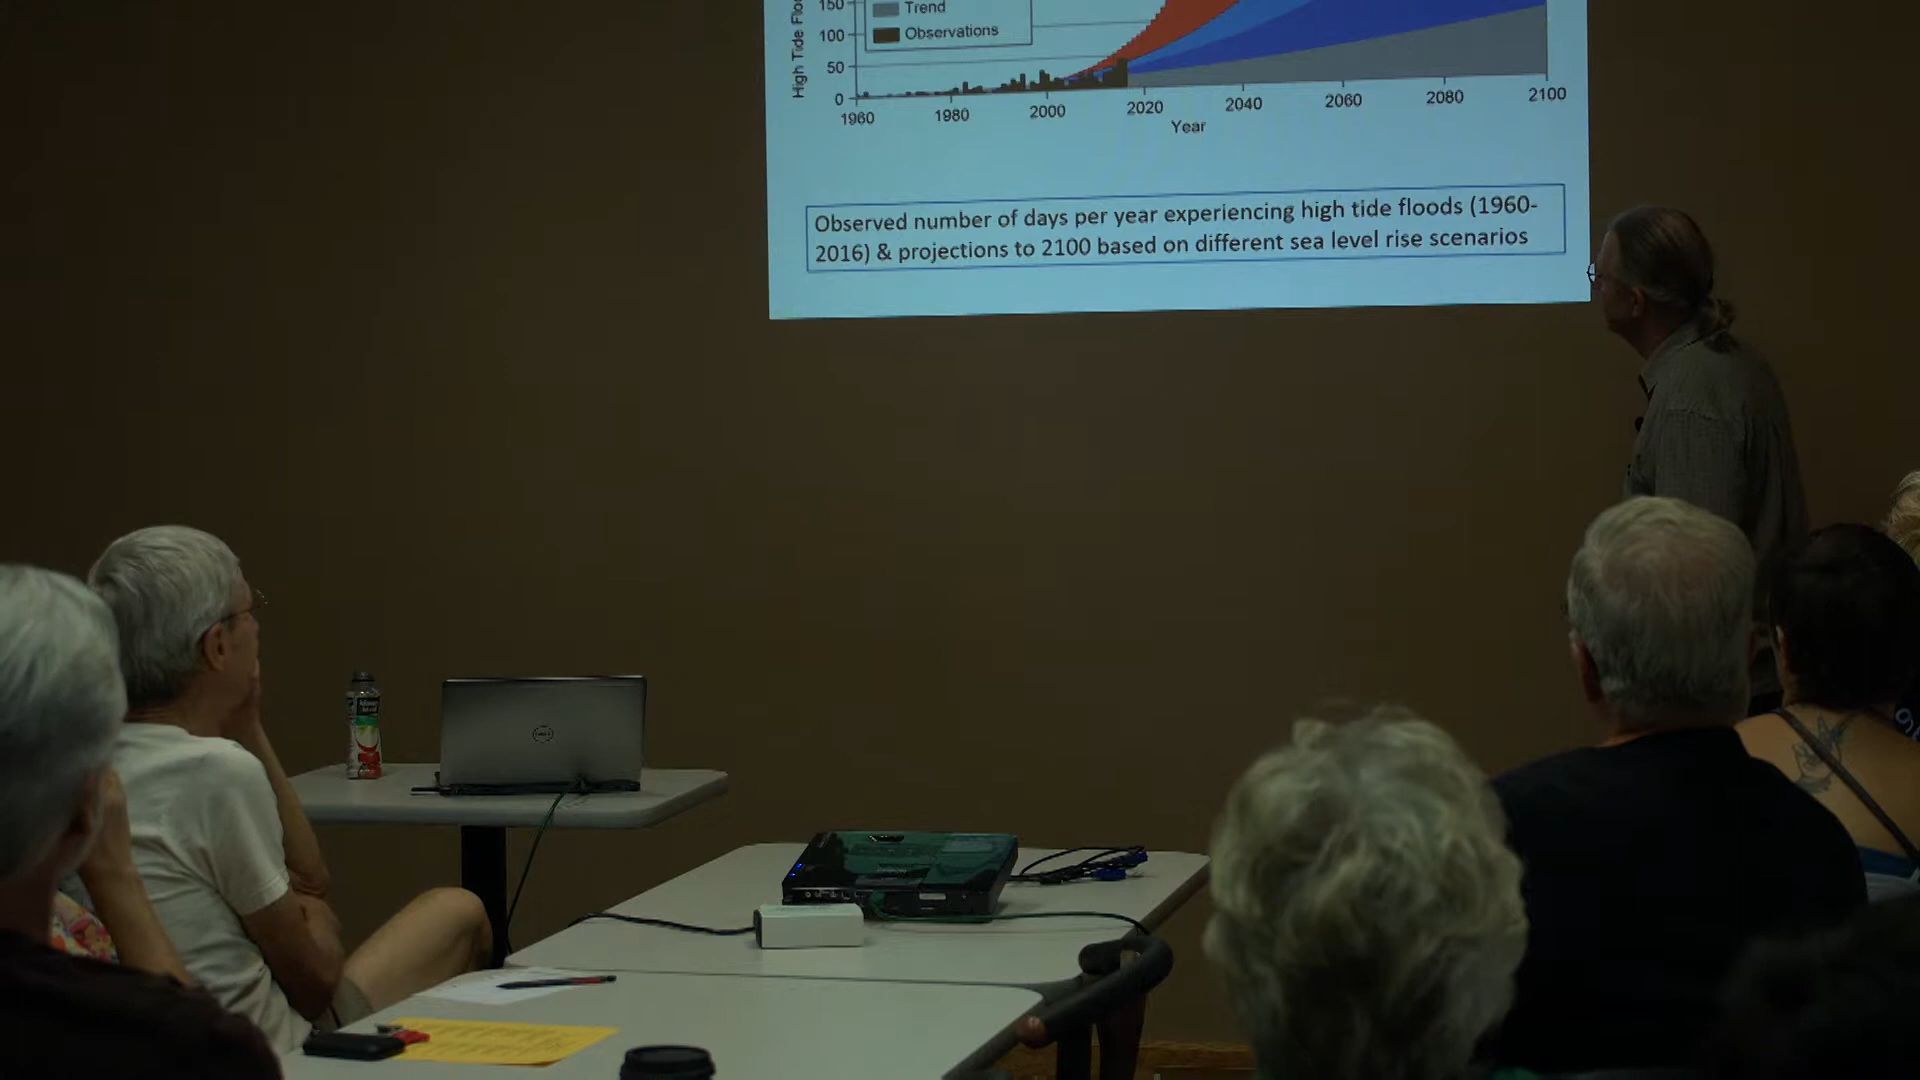 150
Trend
100
Observations
50
0
High Tide Flo
1960
1980
2000
2020
2040
2060
2080
2100
Year
Observed number of days per year experiencing high tide floods (1960-
2016) & projections to 2100 based on different sea level rise scenarios
DELL